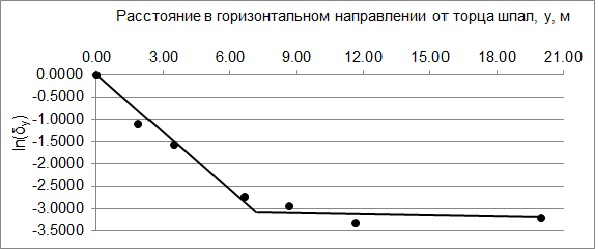 Расстояние в горизонтальном направлении от торца шпал, y, м
0.00 3.00 6.00 9.00 12.00 15.00 18.00 21.00
0.0000
-0.5000
-1.0000
-1.5000
-2.0000
-2.5000
-3.0000
-3.5000
ln(δy)